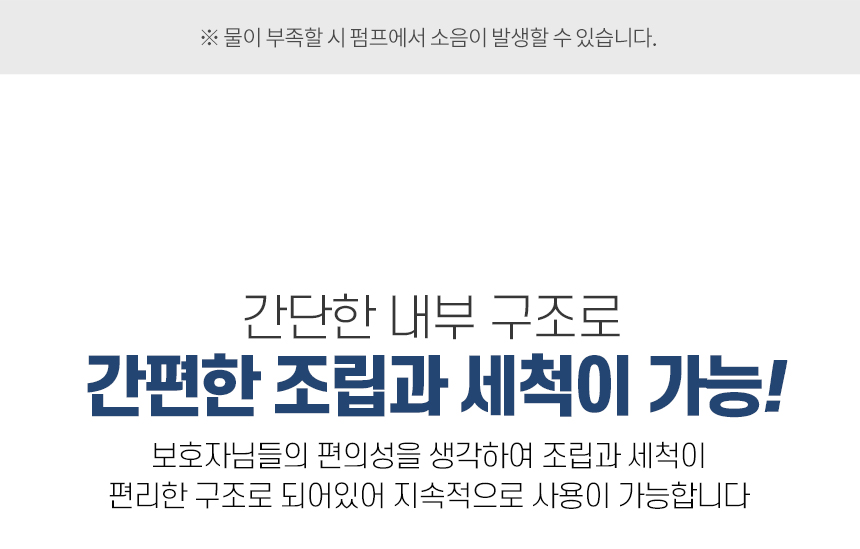 ※ 물이 부족할 시 펌프에서 소음이 발생할 수 있습니다.
간단한 내부 구조로
간편한 조립과 세척이 가능!
보호자님들의 편의성을 생각하여 조립과 세척이
편리한 구조로 되어있어 지속적으로 사용이 가능합니다